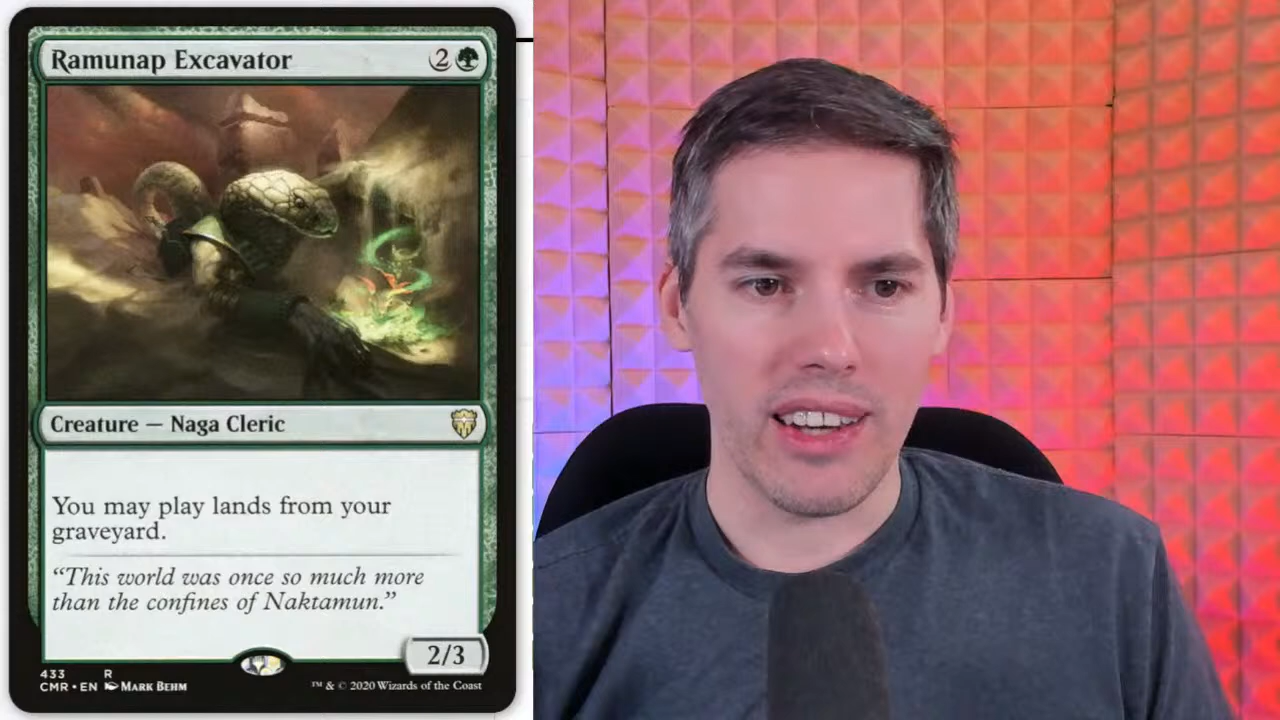 Ramunap Excavator 2
Creature — Naga Cleric
You may play lands from your
graveyard.
“This world was once so much more
than the confines of Naktamun.”
2/3
433 R
CMR • EN Mark Behm
™ & © 2020 Wizards of the Coast